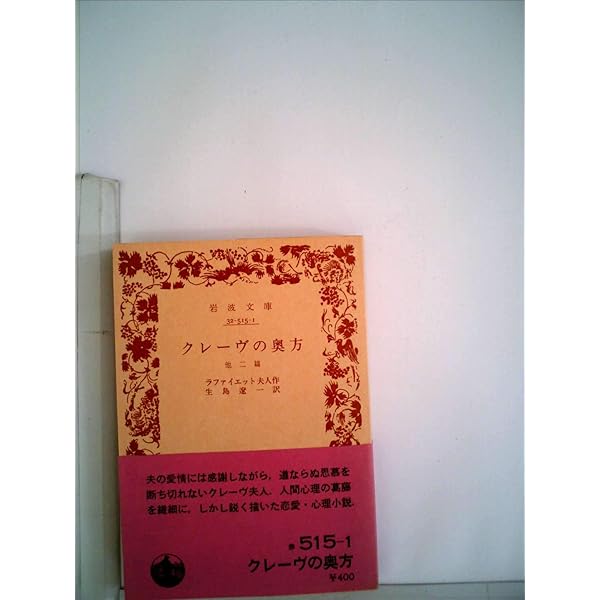 岩波文庫
32-515-1
クレーヴの奥方
他二篇
ラファイエット夫人作
生島遼一訳
夫の愛情には感謝しながら，道ならぬ思慕を
断ち切れないクレーヴ夫人．人間心理の葛藤
を繊細に，しかし鋭く描いた恋愛・心理小説．
赤 515-1
クレーヴの奥方
¥400